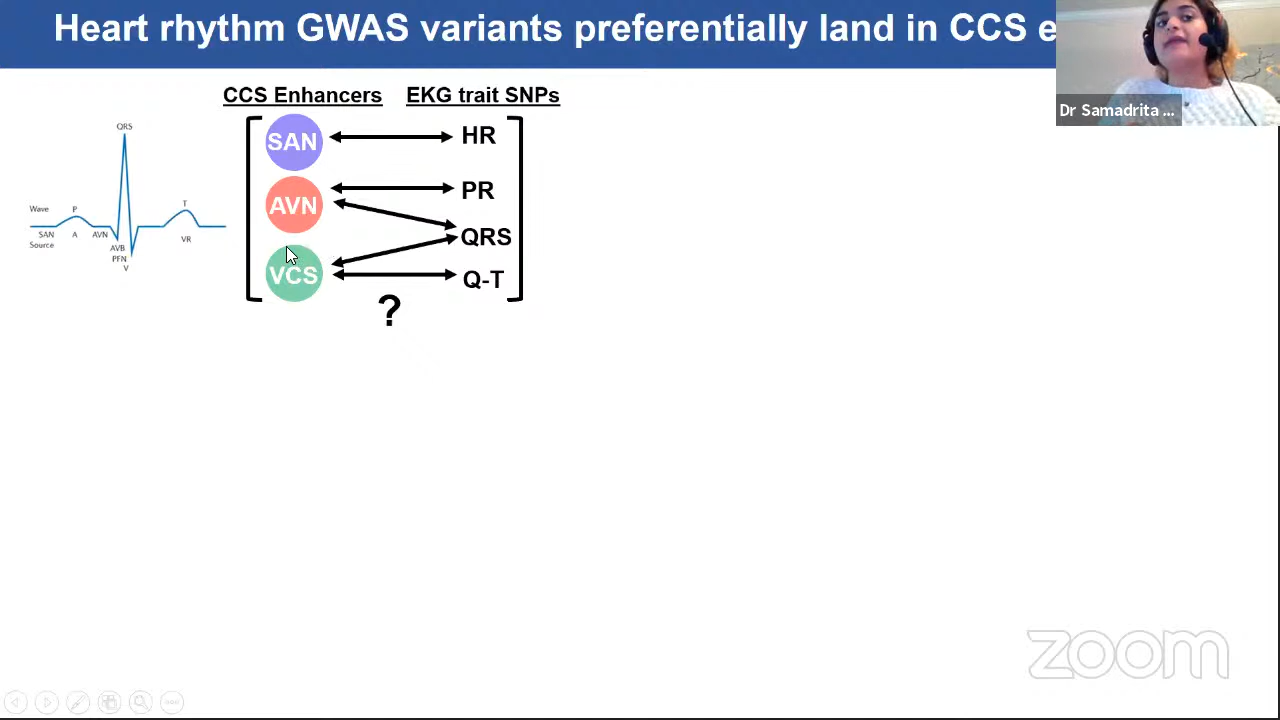 Heart rhythm GWAS variants preferentially land in CCS e
Dr Samadrita ...
CCS Enhancers
EKG trait SNPs
SAN
HR
AVN
PR
QRS
VCS
Q-T
?
QRS
Wave
P
T
SAN
A
AVN
VR
Source
AVB
PFN
V
zoom